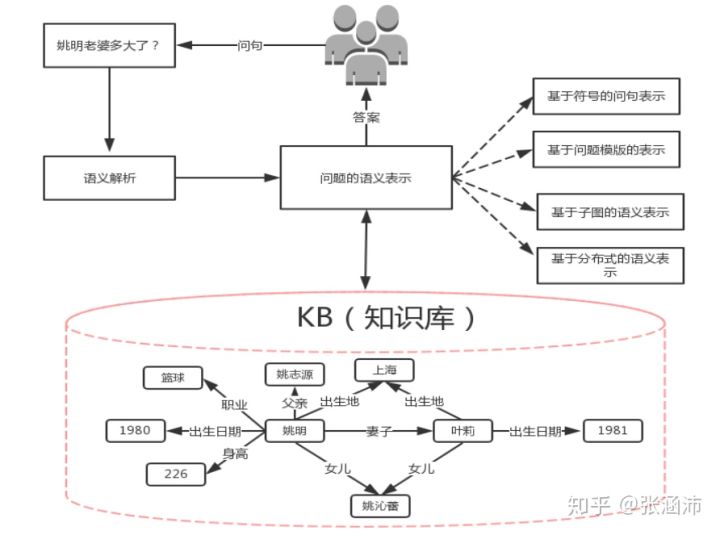 姚明老婆多大了？
问句
答案
语义解析
问题的语义表示
基于符号的问句表示
基于问题模版的表示
基于子图的语义表示
基于分布式的语义表
示
KB（知识库）
篮球
姚志源
上海
职业
父亲
出生地
出生地
1980
出生日期
姚明
妻子
叶莉
出生日期
1981
身高
226
女儿
女儿
姚沁蕾
知乎 @张涵沛